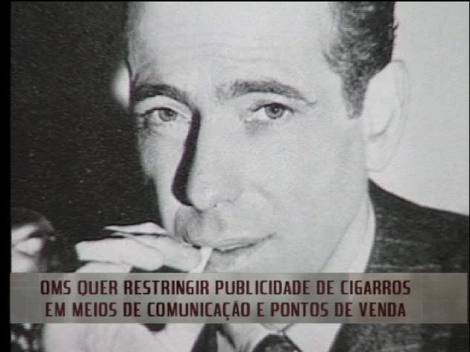 OMS QUER RESTRINGIR PUBLICIDADE DE CIGARROS
EM MEIOS DE COMUNICAÇÃO E PONTOS DE VENDA